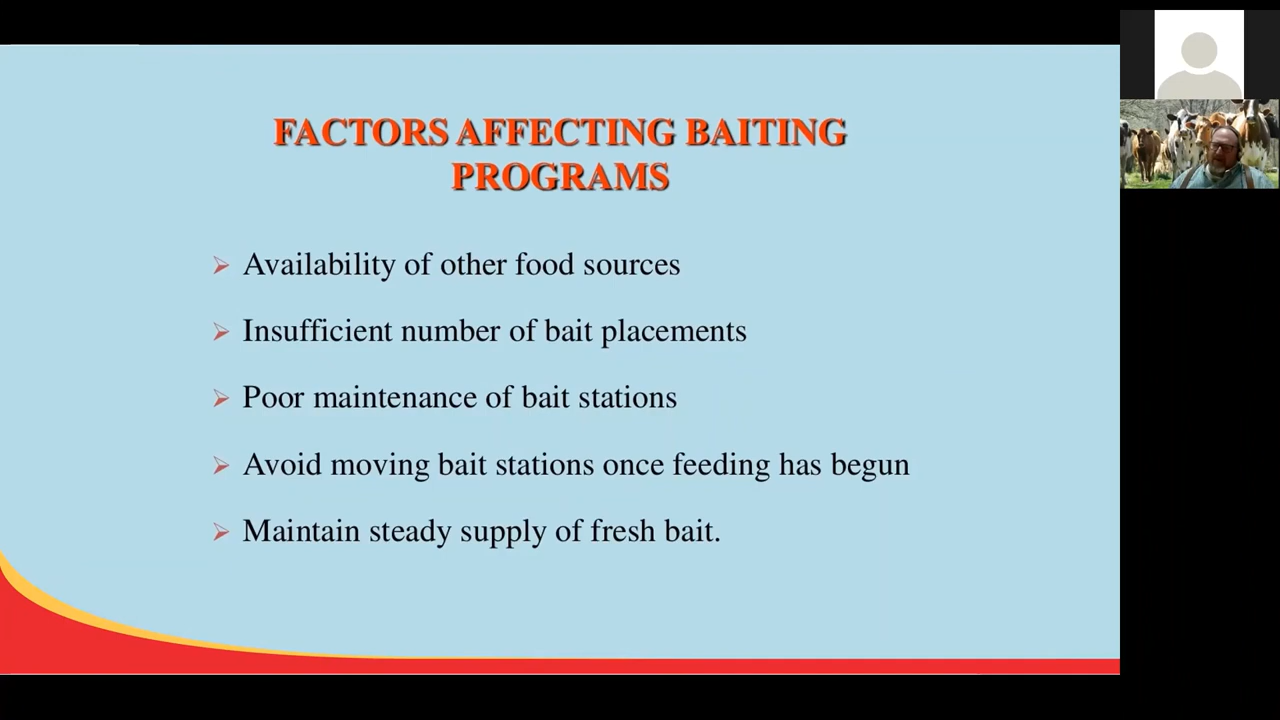 FACTORS AFFECTING BAITING
PROGRAMS
Availability of other food sources
Insufficient number of bait placements
Poor maintenance of bait stations
Avoid moving bait stations once feeding has begun
Maintain steady supply of fresh bait.